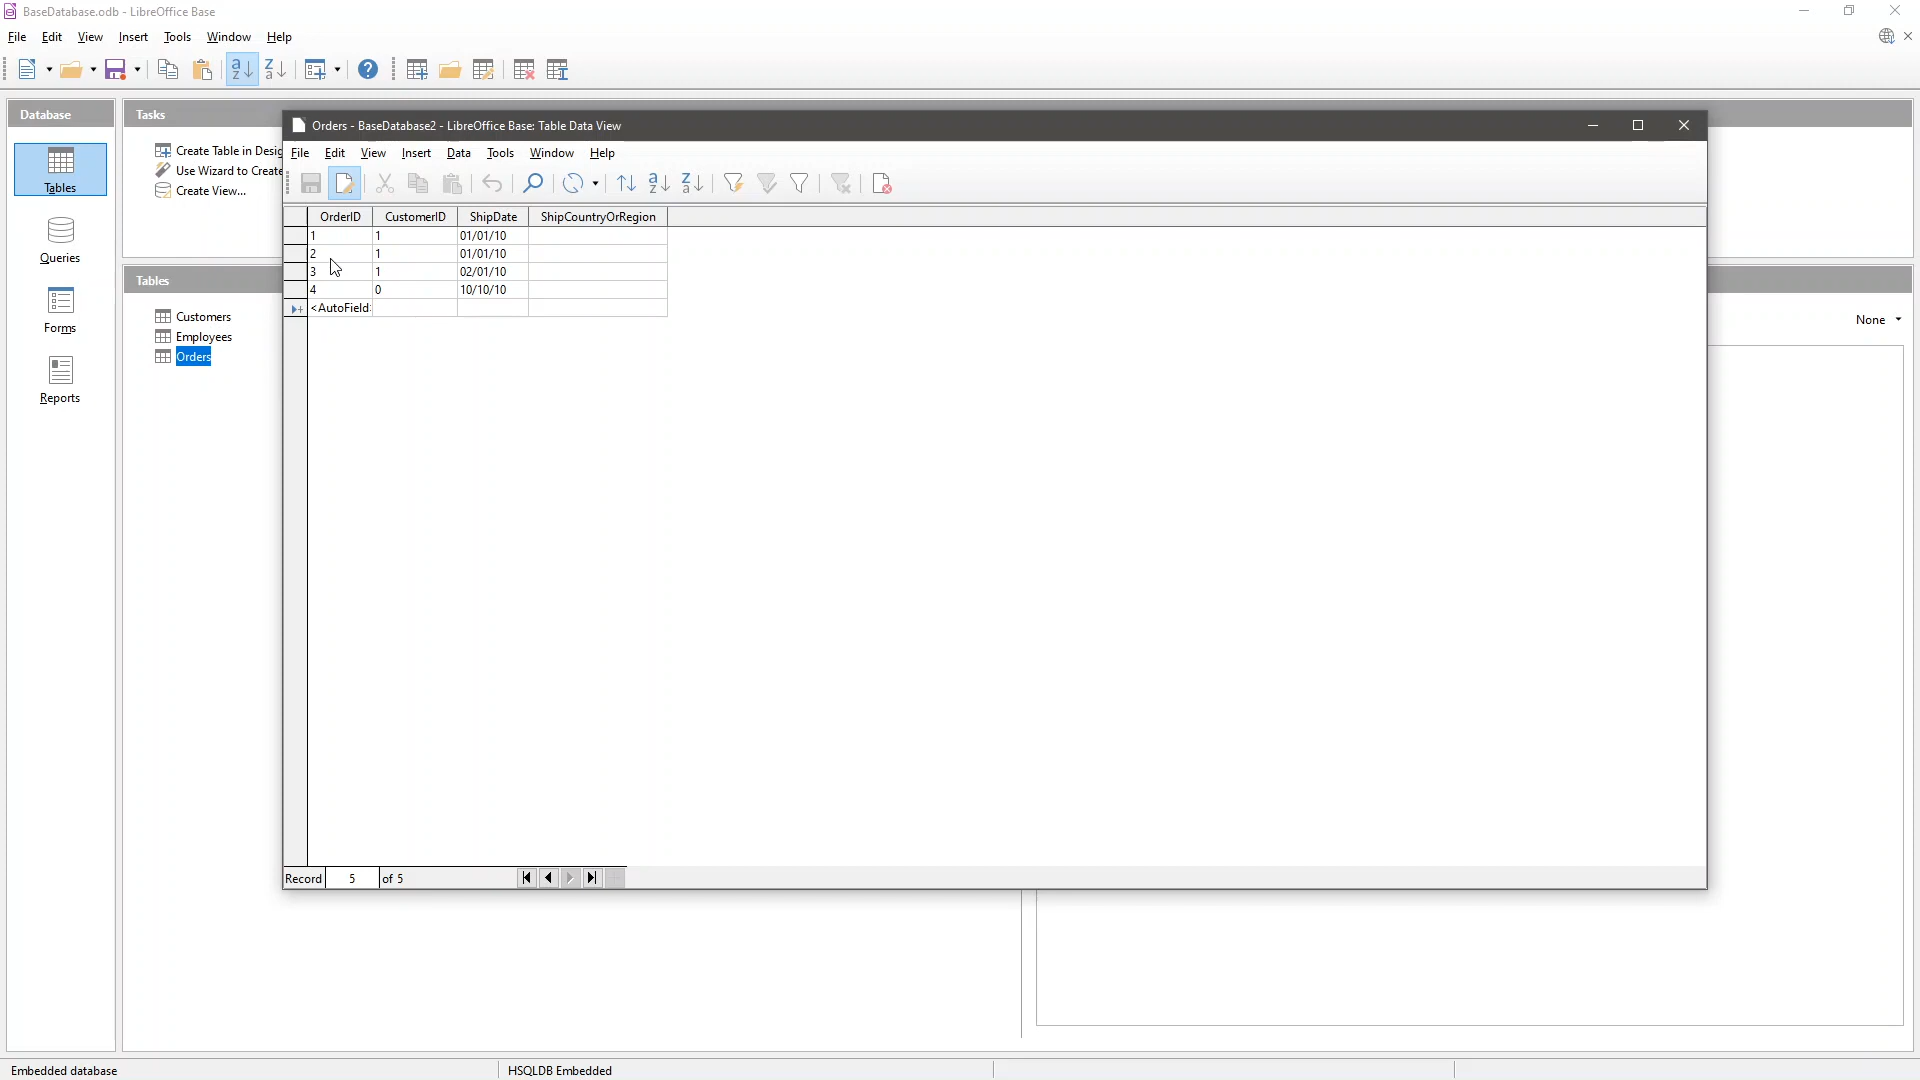 BaseDatabase.odb - LibreOffice Base
File Edit View Insert Tools Window Help
Database
Tables
Queries
Forms
Reports
Tasks
Create Table in Desig
Use Wizard to Create
Create View...
Tables
Customers
Employees
Orders
None
Orders - BaseDatabase2 - LibreOffice Base: Table Data View
File Edit View Insert Data Tools Window Help
OrderID CustomerID ShipDate ShipCountryOrRegion
1 1 01/01/10
2 1 01/01/10
3 1 02/01/10
4 0 10/10/10
<AutoField:
Record 5 of 5
Embedded database HSQLDB Embedded